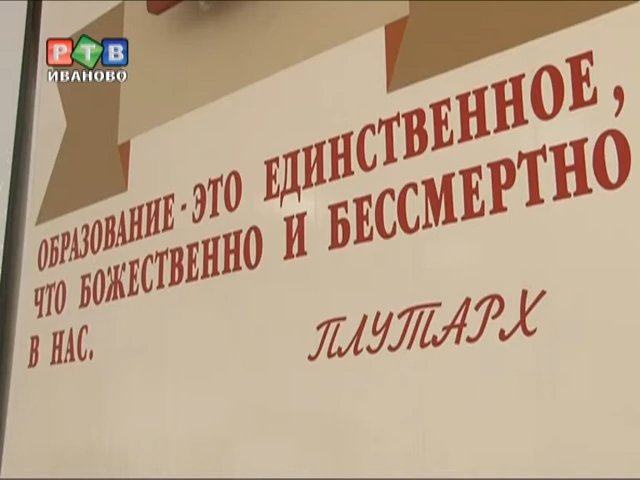 РТВ
ИВАНОВО
ОБРАЗОВАНИЕ - ЭТО ЕДИНСТВЕННОЕ,
ЧТО БОЖЕСТВЕННО И БЕССМЕРТНО
В НАС.
ПЛУТАРХ